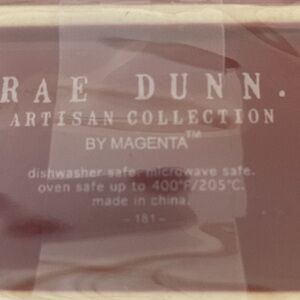 RAE DUNN.
ARTISAN COLLECTION
BY MAGENTA™
dishwasher safe. microwave safe.
oven safe up to 400°F/205°C.
made in china.
- 181 -